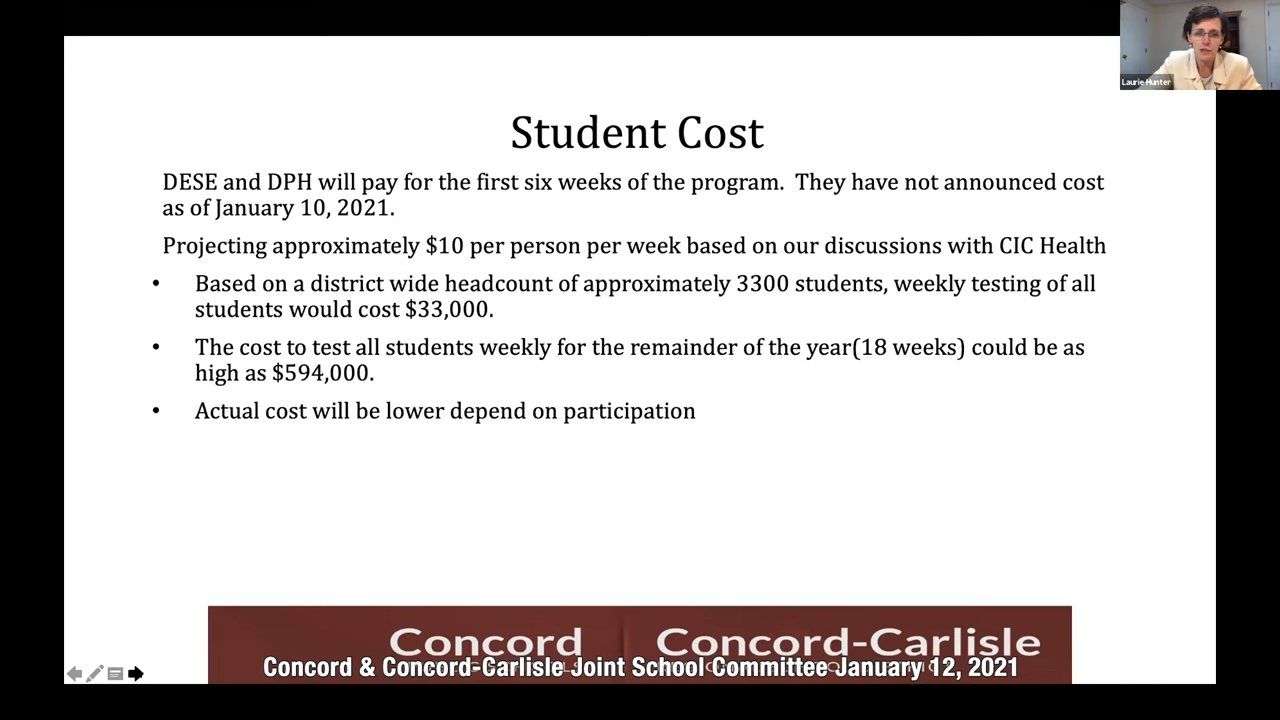 Laurie Hunter
Student Cost
DESE and DPH will pay for the first six weeks of the program.  They have not announced cost
as of January 10, 2021.
Projecting approximately $10 per person per week based on our discussions with CIC Health
• Based on a district wide headcount of approximately 3300 students, weekly testing of all
students would cost $33,000.
• The cost to test all students weekly for the remainder of the year(18 weeks) could be as
high as $594,000.
• Actual cost will be lower depend on participation
Concord Concord-Carlisle
Concord & Concord-Carlisle Joint School Committee January 12, 2021